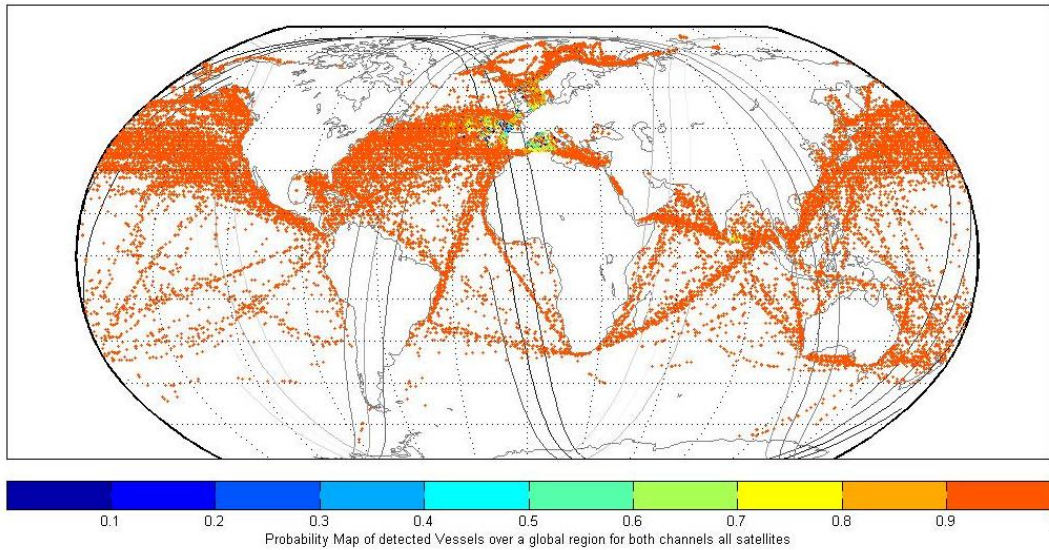 0.1 0.2 0.3 0.4 0.5 0.6 0.7 0.8 0.9
Probability Map of detected Vessels over a global region for both channels all satellites